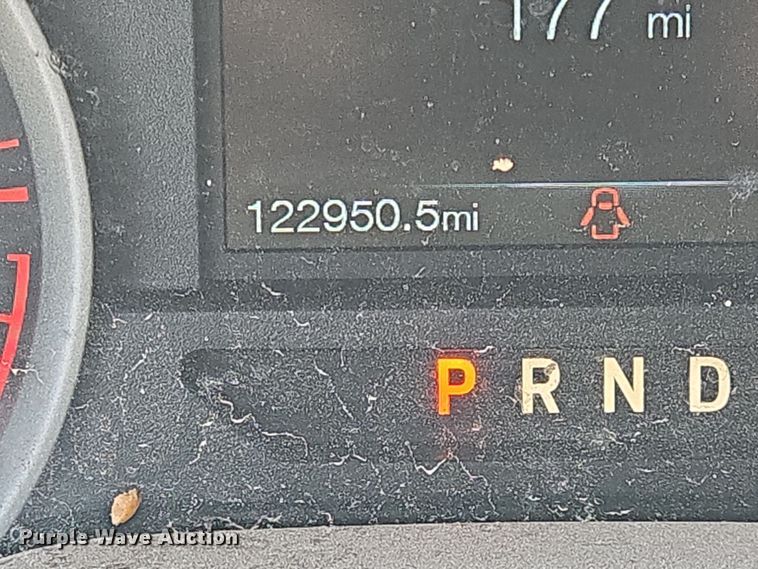 177 mi
122950.5mi
P R N D
Purple Wave Auction